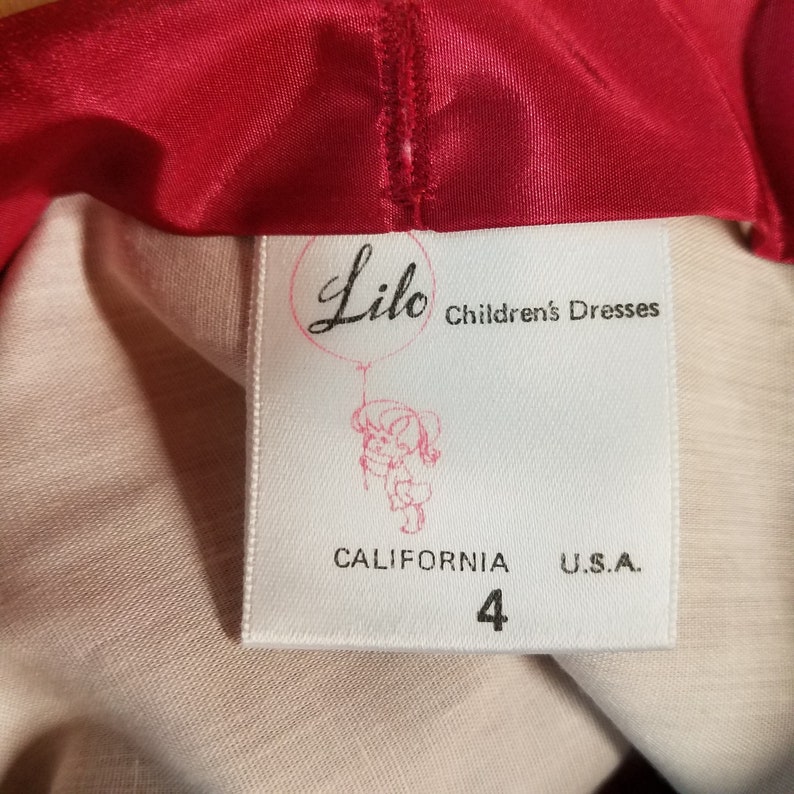 Lilo Children's Dresses
CALIFORNIA U.S.A.
4